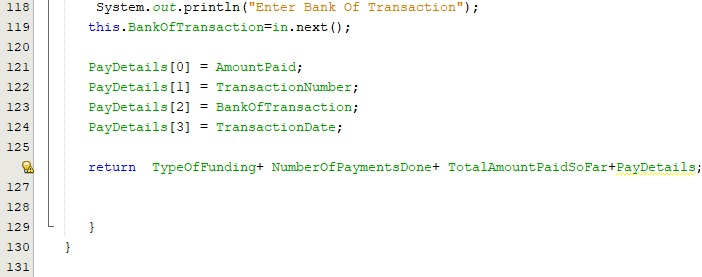 118 System.out.println("Enter Bank Of Transaction");
119 this.BankOfTransaction=in.next();
120
121 PayDetails[0] = AmountPaid;
122 PayDetails[1] = TransactionNumber;
123 PayDetails[2] = BankOfTransaction;
124 PayDetails[3] = TransactionDate;
125
return  TypeOfFunding+ NumberOfPaymentsDone+ TotalAmountPaidSoFar+PayDetails;
127
128
129 }
130 }
131